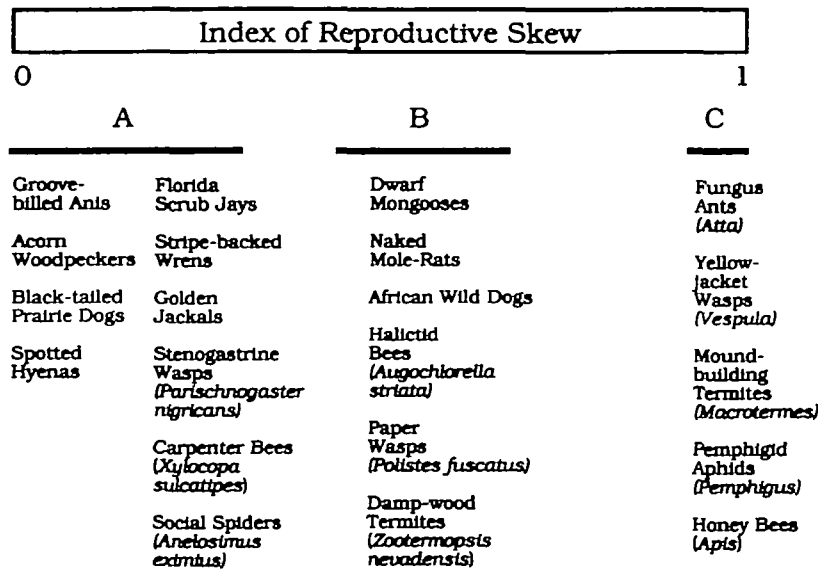 Index of Reproductive Skew
0 1
A B C
Groove-
billed Anis
Acorn
Woodpeckers
Black-tailed
Prairie Dogs
Spotted
Hyenas
Florida
Scrub Jays
Stripe-backed
Wrens
Golden
Jackals
Stenogastrine
Wasps
(Parischnogaster
nigricans)
Carpenter Bees
(Xylocopa
sulcatipes)
Social Spiders
(Anelosimus
eximius)
Dwarf
Mongooses
Naked
Mole-Rats
African Wild Dogs
Halictid
Bees
(Augochlorella
striata)
Paper
Wasps
(Polistes fuscatus)
Damp-wood
Termites
(Zootermopsis
nevadensis)
Fungus
Ants
(Atta)
Yellow-
jacket
Wasps
(Vespula)
Mound-
building
Termites
(Macrotermes)
Pemphigid
Aphids
(Pemphigus)
Honey Bees
(Apis)